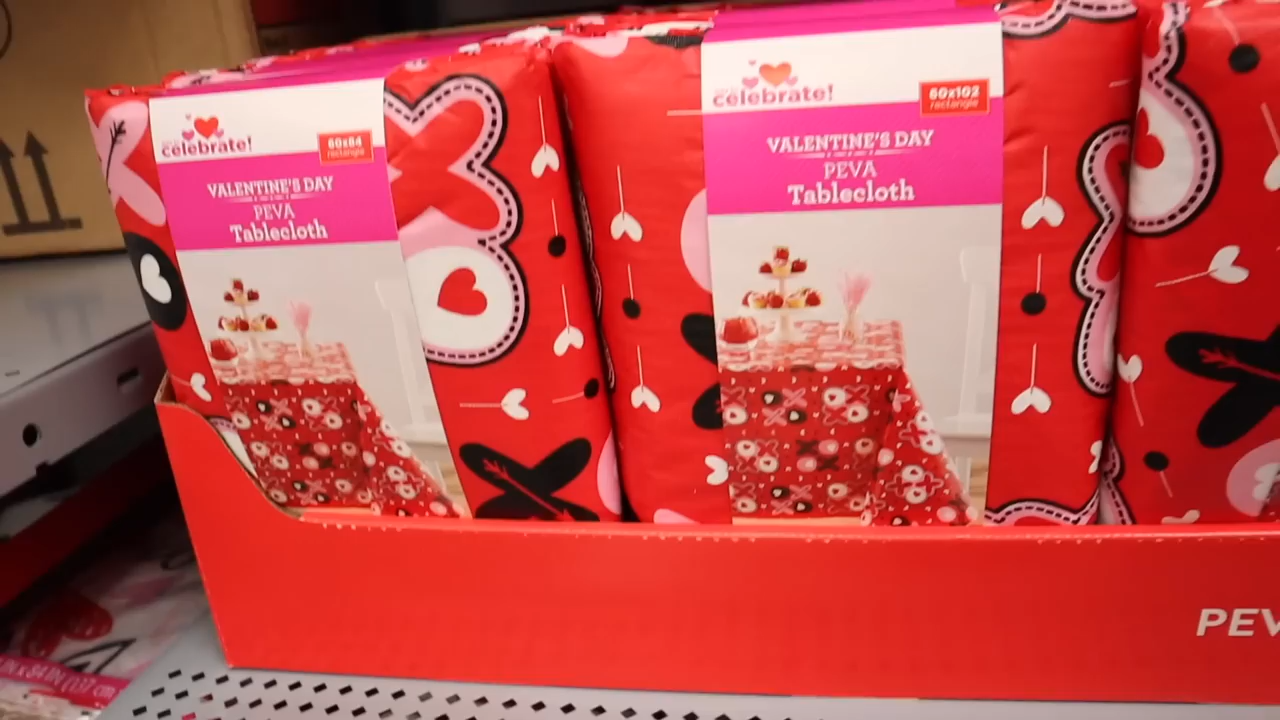 celebrate!
60x84
rectangle
VALENTINE'S DAY
PEVA
Tablecloth
celebrate!
60x102
rectangle
VALENTINE'S DAY
PEVA
Tablecloth
PEV